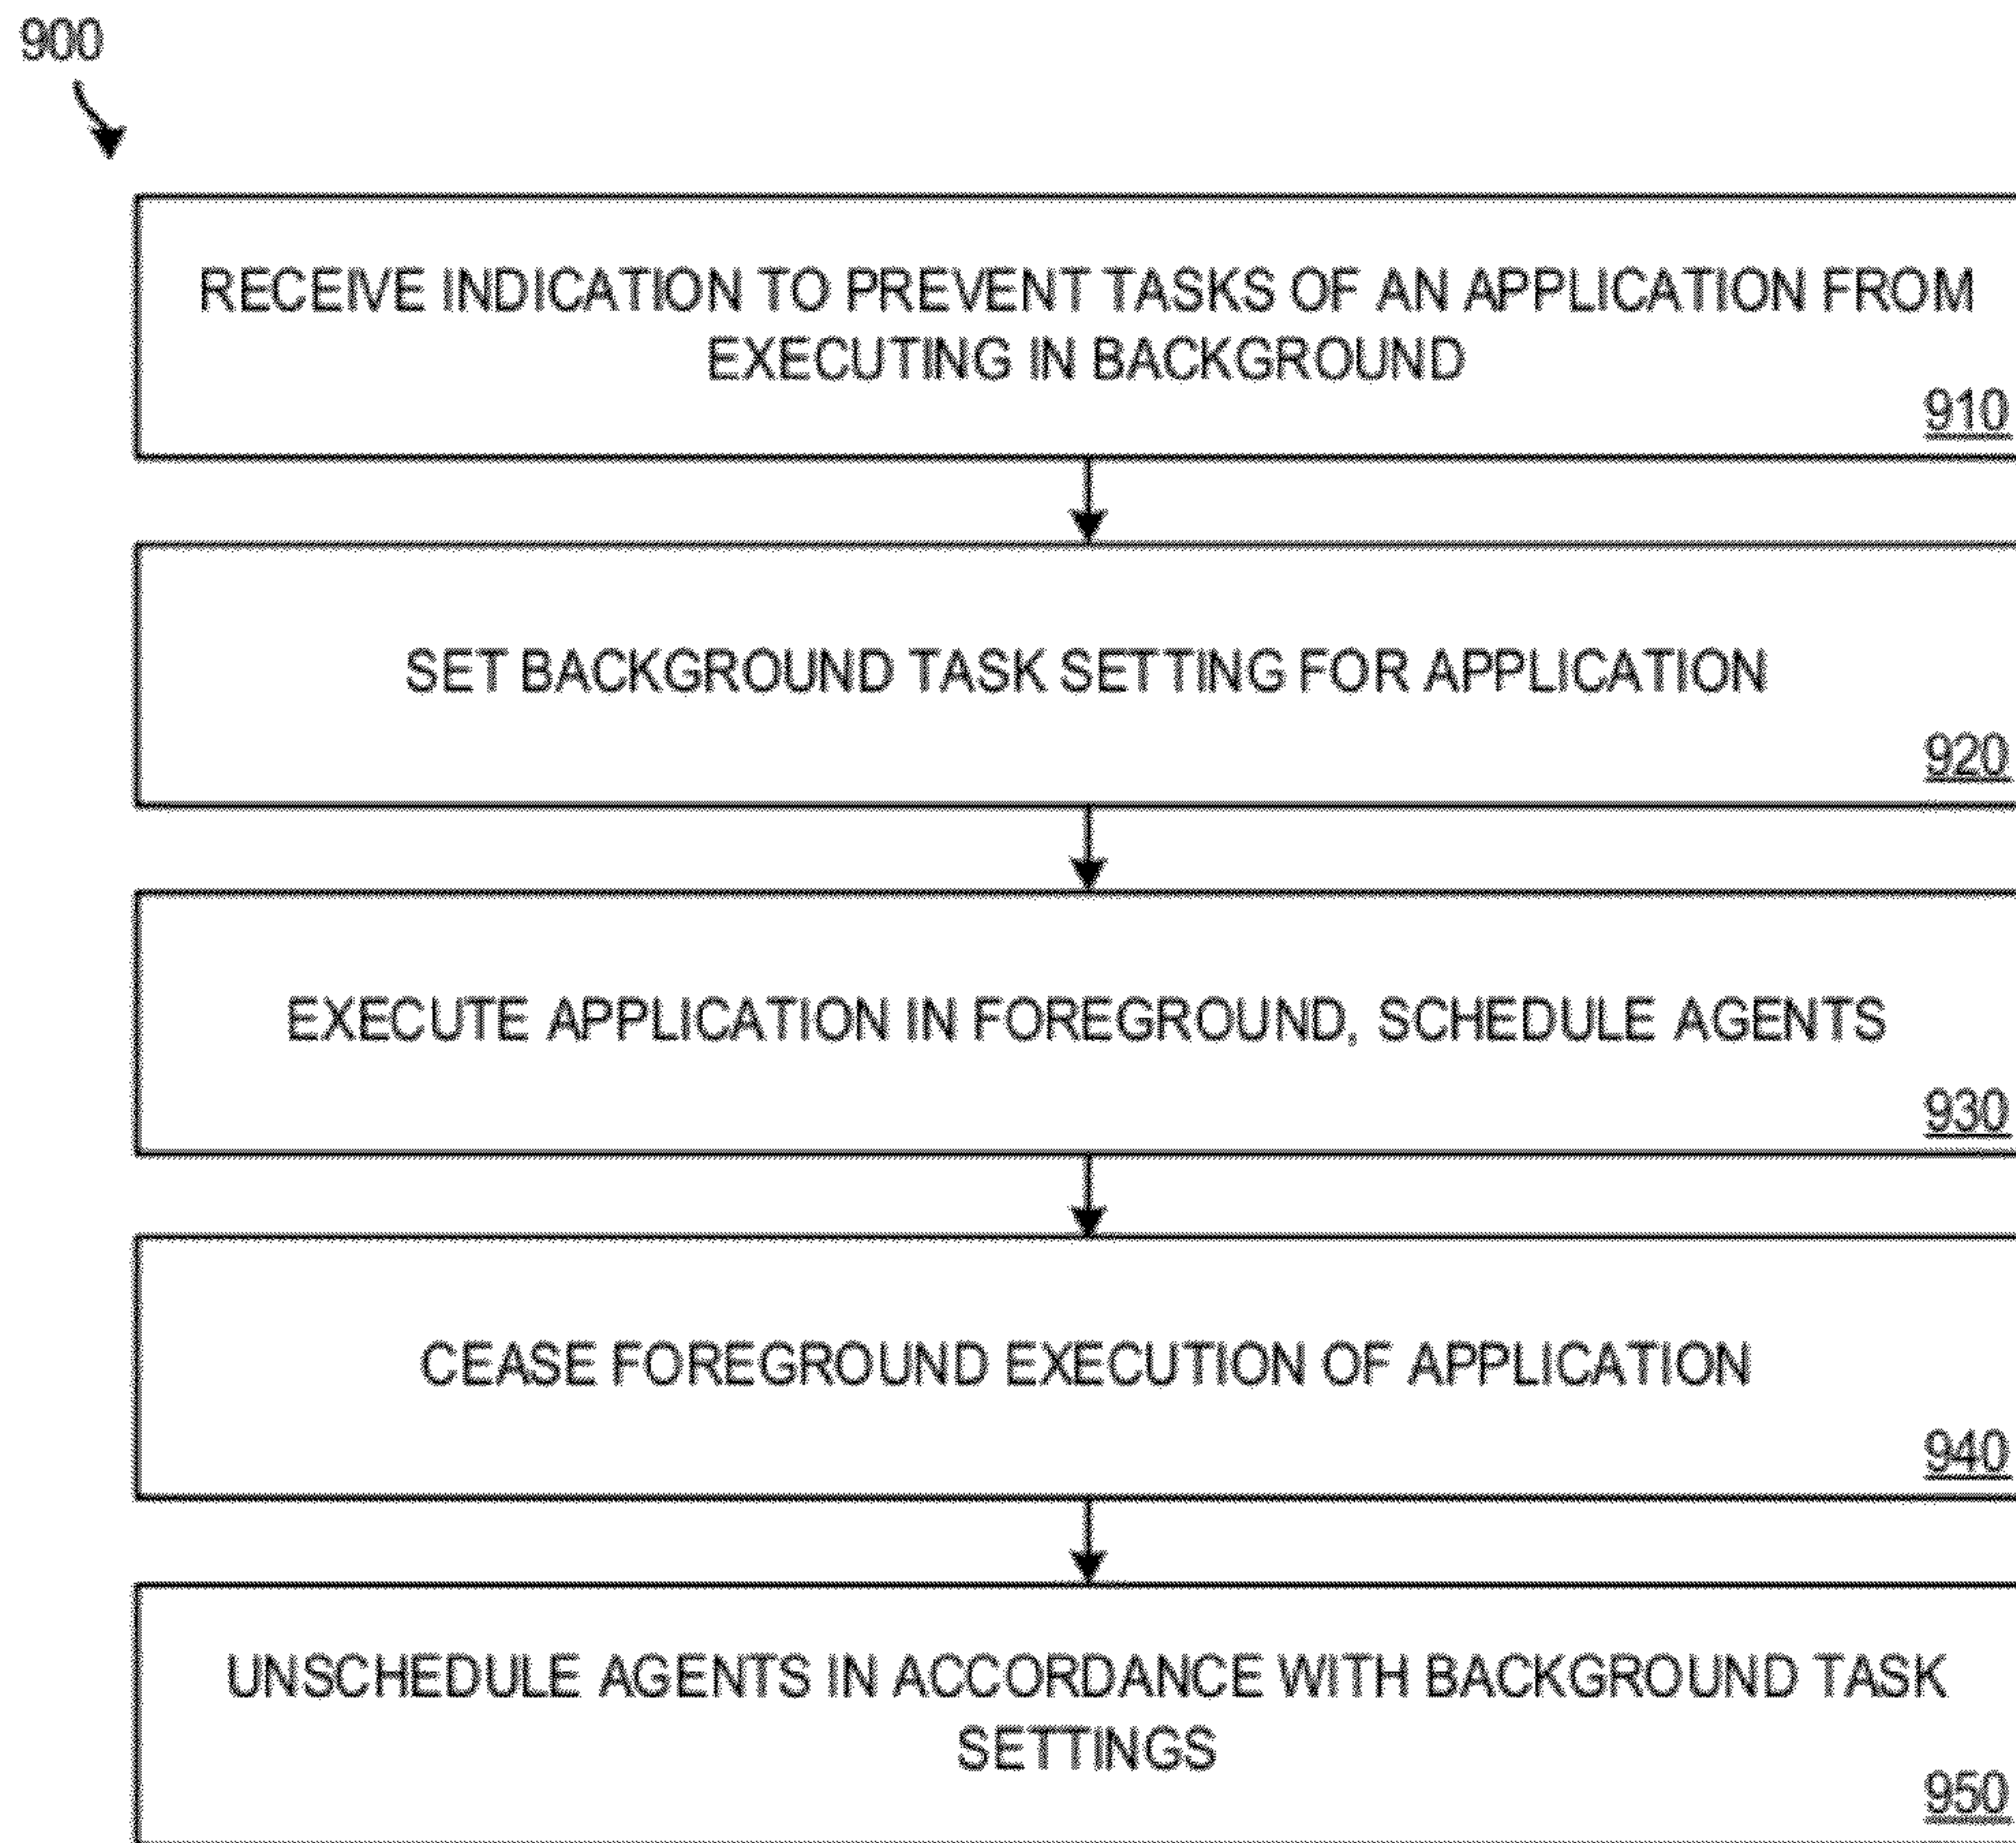 900
RECEIVE INDICATION TO PREVENT TASKS OF AN APPLICATION FROM
EXECUTING IN BACKGROUND
910
SET BACKGROUND TASK SETTING FOR APPLICATION
920
EXECUTE APPLICATION IN FOREGROUND, SCHEDULE AGENTS
930
CEASE FOREGROUND EXECUTION OF APPLICATION
940
UNSCHEDULE AGENTS IN ACCORDANCE WITH BACKGROUND TASK
SETTINGS
950